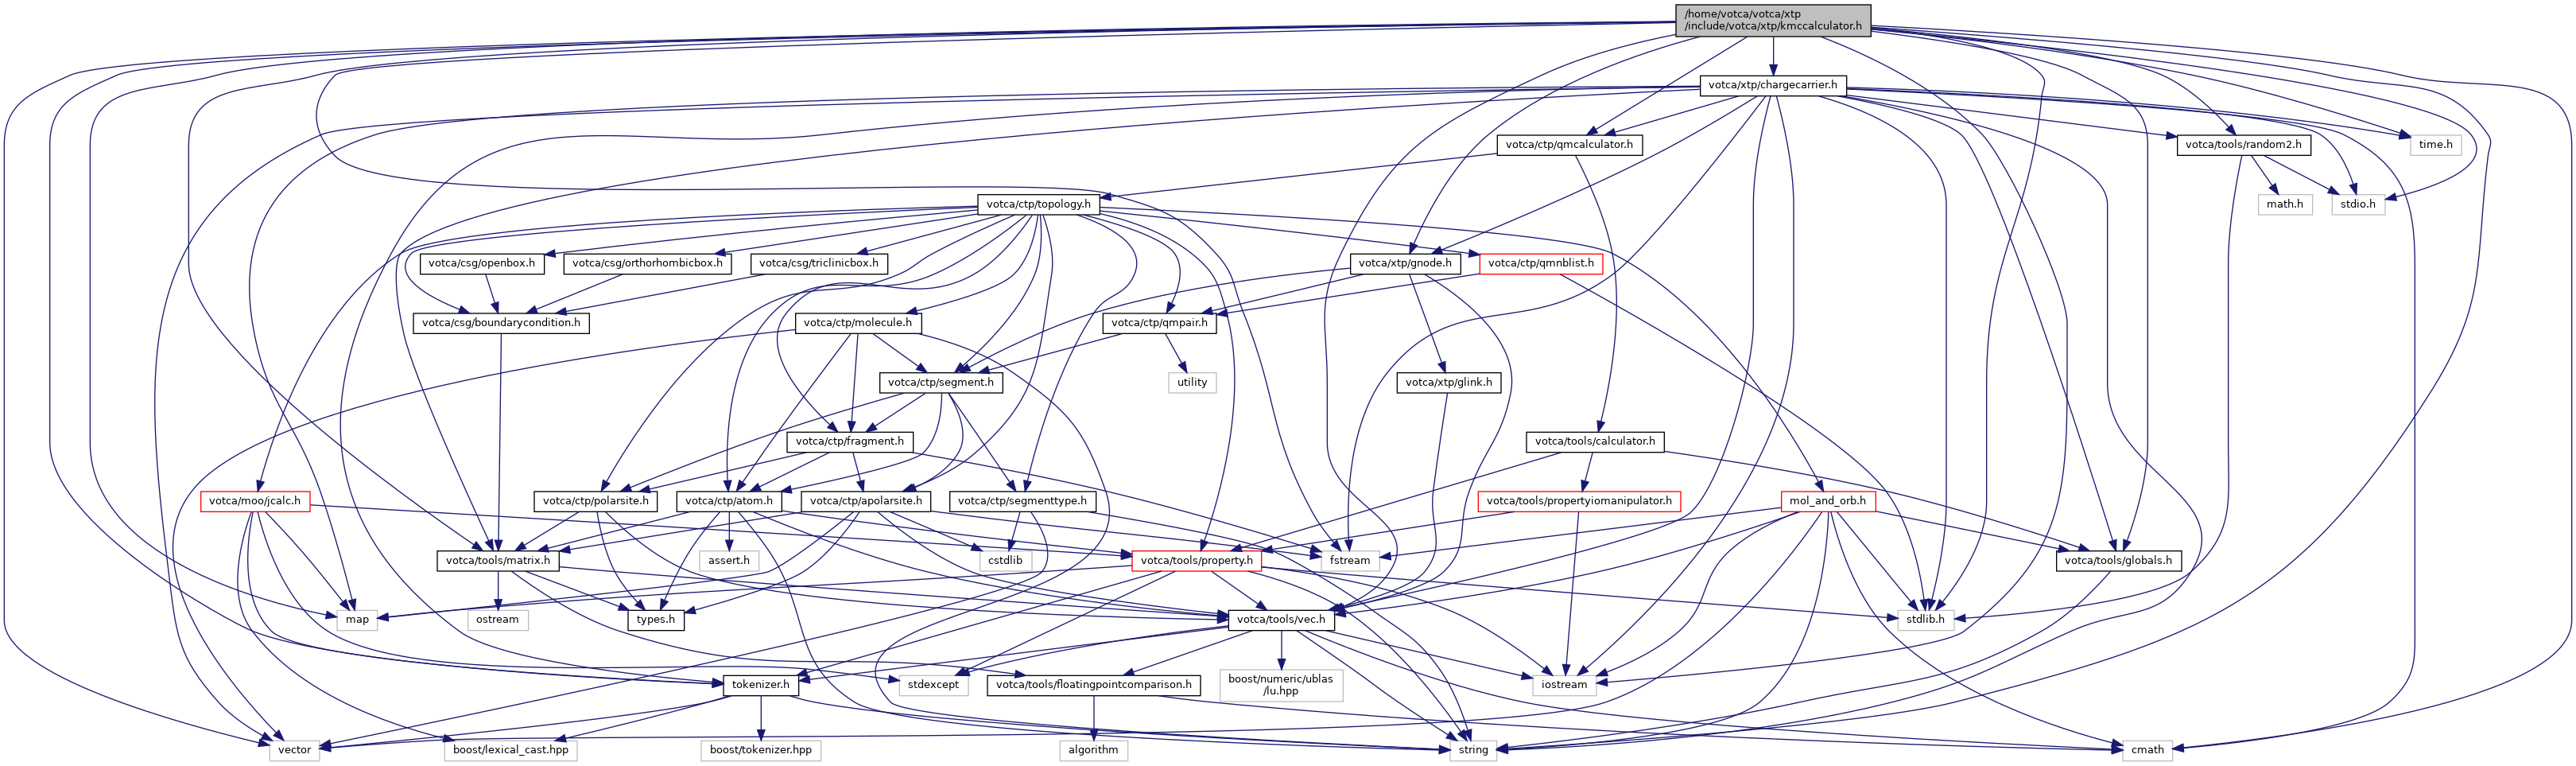 /home/votca/votca/xtp
/include/votca/xtp/kmccalculator.h
votca/xtp/chargecarrier.h
votca/ctp/qmcalculator.h
votca/tools/random2.h
time.h
votca/ctp/topology.h
math.h
stdio.h
votca/csg/openbox.h
votca/csg/orthorhombicbox.h
votca/csg/triclinicbox.h
votca/xtp/gnode.h
votca/ctp/qmnblist.h
votca/csg/boundarycondition.h
votca/ctp/molecule.h
votca/ctp/qmpair.h
votca/ctp/segment.h
utility
votca/xtp/glink.h
votca/ctp/fragment.h
votca/tools/calculator.h
votca/moo/jcalc.h
votca/ctp/polarsite.h
votca/ctp/atom.h
votca/ctp/apolarsite.h
votca/ctp/segmenttype.h
votca/tools/propertyiomanipulator.h
mol_and_orb.h
votca/tools/matrix.h
assert.h
cstdlib
votca/tools/property.h
fstream
votca/tools/globals.h
map
ostream
types.h
votca/tools/vec.h
stdlib.h
tokenizer.h
stdexcept
votca/tools/floatingpointcomparison.h
boost/numeric/ublas
/lu.hpp
iostream
vector
boost/lexical_cast.hpp
boost/tokenizer.hpp
algorithm
string
cmath